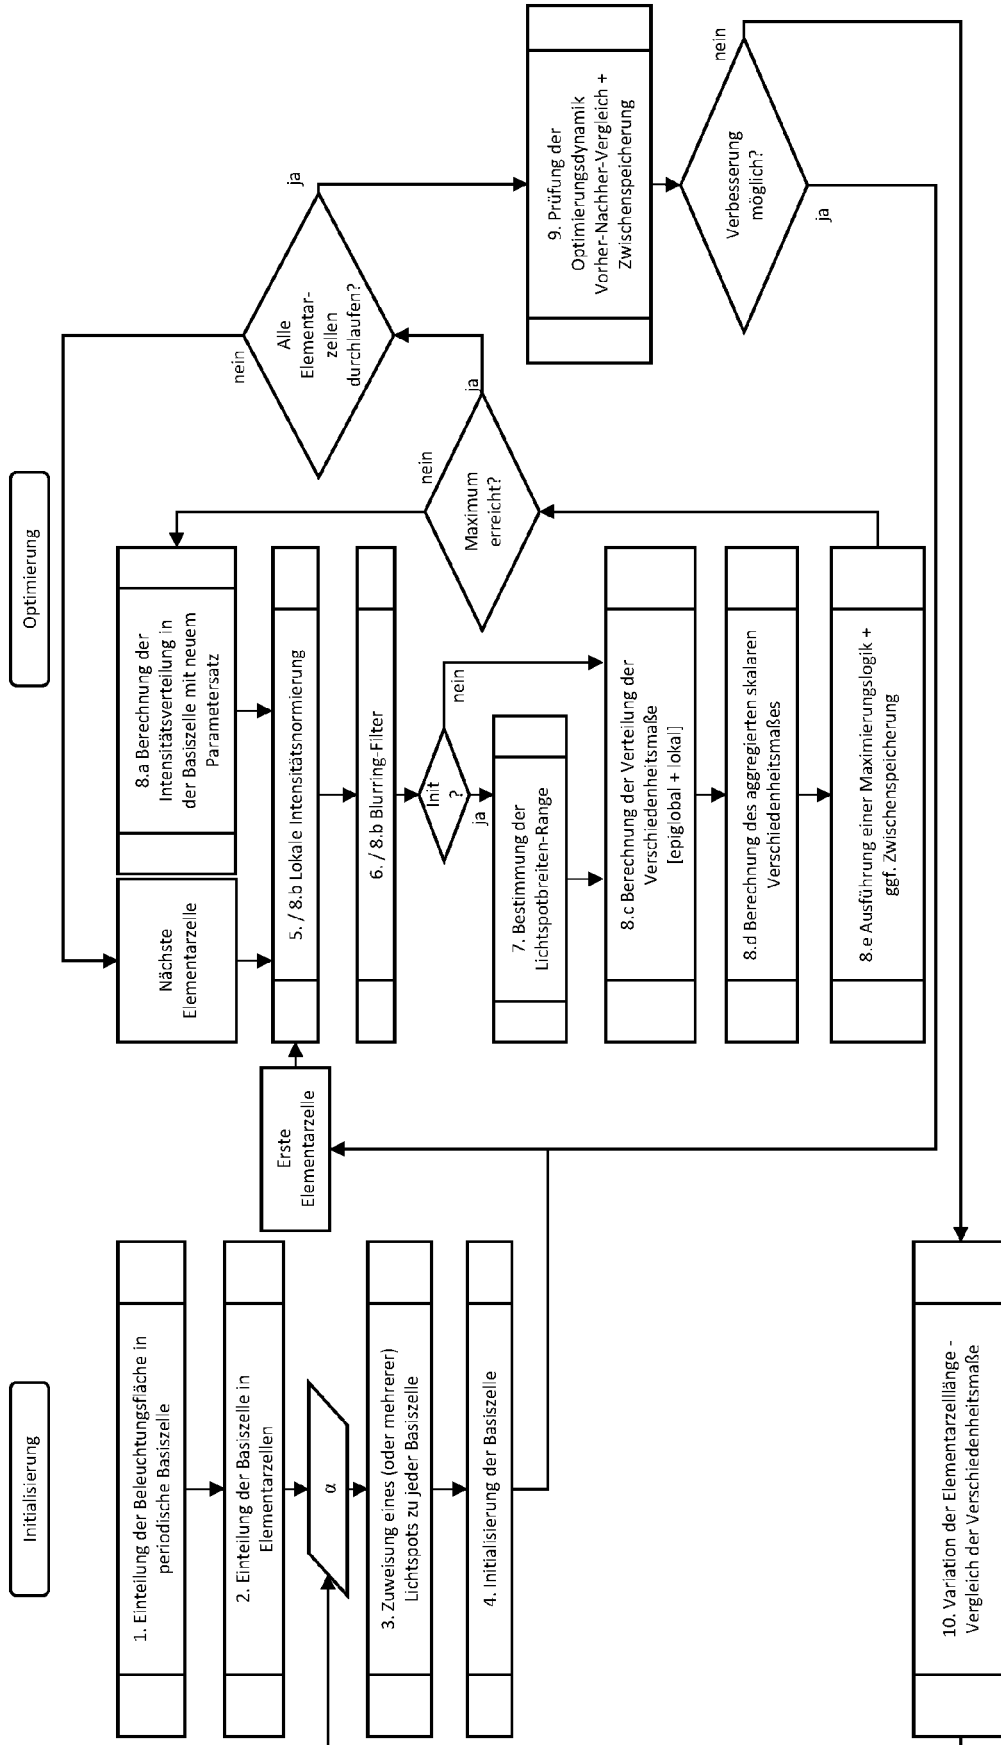 Initialisierung
1. Einteilung der Beleuchtungsfläche in
periodische Basiszelle
2. Einteilung der Basiszelle in
Elementarzellen
α
3. Zuweisung eines (oder mehrerer)
Lichtspots zu jeder Basiszelle
4. Initialisierung der Basiszelle
10. Variation der Elementarzelllänge -
Vergleich der Verschiedenheitsmaße
Erste
Elementarzelle
Optimierung
Nächste
Elementarzelle
8.a Berechnung der
Intensitätsverteilung in
der Basiszelle mit neuem
Parametersatz
5. / 8.b Lokale Intensitätsnormierung
6. / 8.b Blurring-Filter
Init
?
ja
nein
7. Bestimmung der
Lichtspotbreiten-Range
8.c Berechnung der Verteilung der
Verschiedenheitsmaße
[epiglobal + lokal]
8.d Berechnung des aggregierten skalaren
Verschiedenheitsmaßes
8.e Ausführung einer Maximierungslogik +
ggf. Zwischenspeicherung
Maximum
erreicht?
nein
ja
Alle
Elementar-
zellen
durchlaufen?
nein
ja
9. Prüfung der
Optimierungsdynamik
Vorher-Nachher-Vergleich +
Zwischenspeicherung
Verbesserung
möglich?
ja
nein